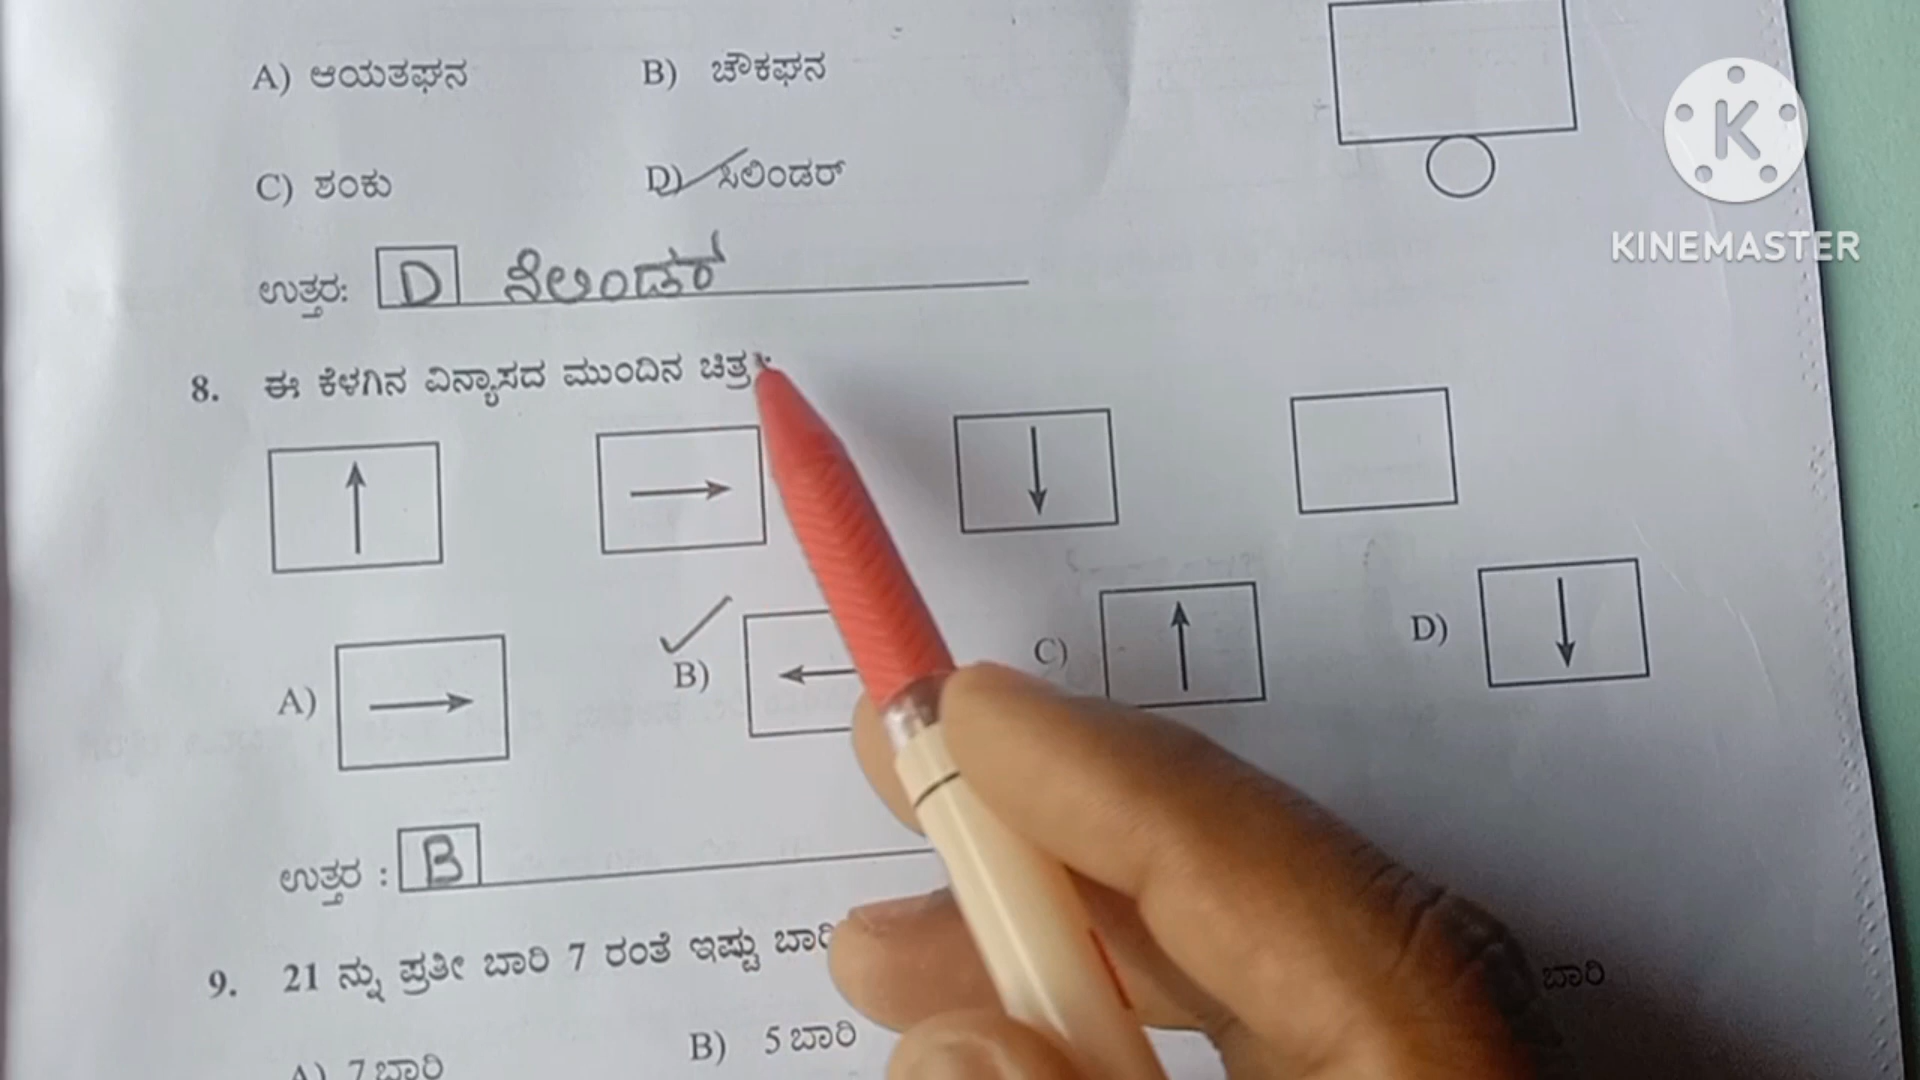 A) ಆಯತಘನ B) ಚೌಕಘನ
C) ಶಂಕು D) ಸಿಲಿಂಡರ್
ಉತ್ತರ: D ಸಿಲಿಂಡರ್
8. ಈ ಕೆಳಗಿನ ವಿನ್ಯಾಸದ ಮುಂದಿನ ಚಿತ್ರ
A) B) C) D)
ಉತ್ತರ : B
9. 21 ನ್ನು ಪ್ರತೀ ಬಾರಿ 7 ರಂತೆ ಇಷ್ಟು ಬಾರಿ ಬಾರಿ
A) 7 ಬಾರಿ B) 5 ಬಾರಿ
K
KINEMASTER